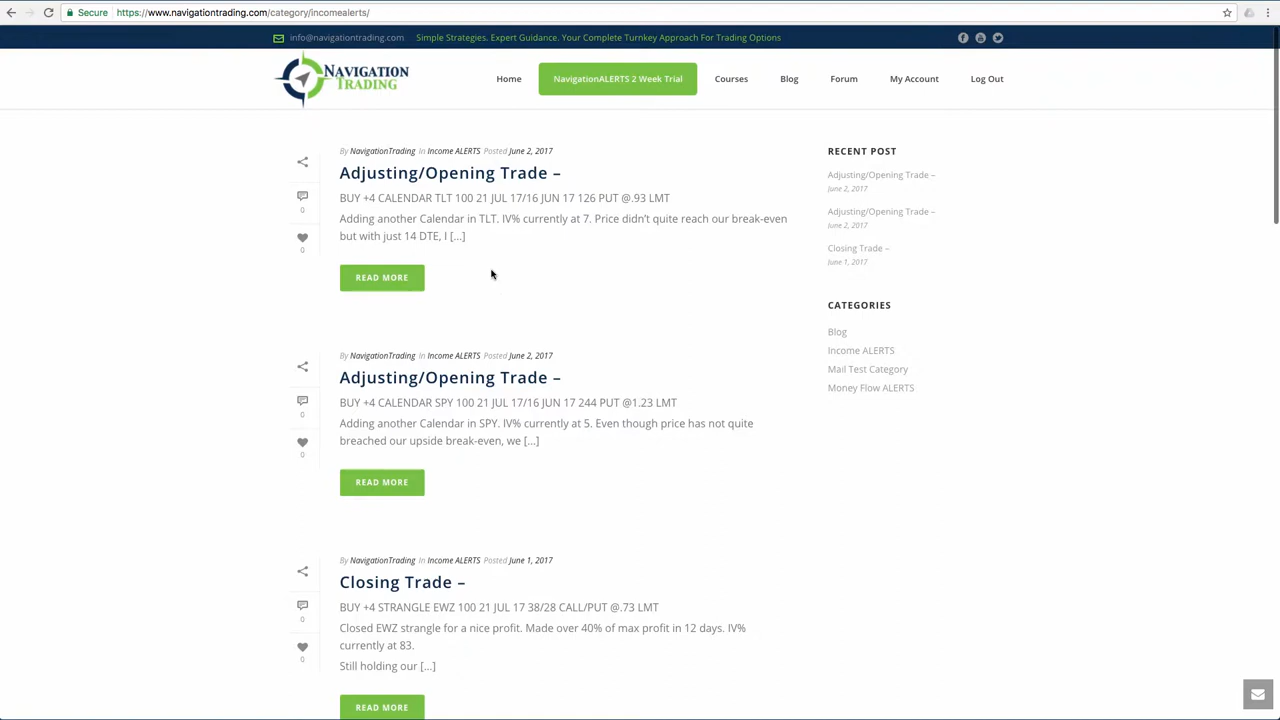 Secure https://www.navigationtrading.com/category/incomealerts/
info@navigationtrading.com Simple Strategies. Expert Guidance. Your Complete Turnkey Approach For Trading Options
NAVIGATION
TRADING
Home NavigationALERTS 2 Week Trial Courses Blog Forum My Account Log Out
By NavigationTrading In Income ALERTS Posted June 2, 2017
Adjusting/Opening Trade –
BUY +4 CALENDAR TLT 100 21 JUL 17/16 JUN 17 126 PUT @.93 LMT
Adding another Calendar in TLT. IV% currently at 7. Price didn’t quite reach our break-even
but with just 14 DTE, I [...]
0
0
READ MORE
By NavigationTrading In Income ALERTS Posted June 2, 2017
Adjusting/Opening Trade –
BUY +4 CALENDAR SPY 100 21 JUL 17/16 JUN 17 244 PUT @1.23 LMT
Adding another Calendar in SPY. IV% currently at 5. Even though price has not quite
breached our upside break-even, we [...]
0
0
READ MORE
By NavigationTrading In Income ALERTS Posted June 1, 2017
Closing Trade –
BUY +4 STRANGLE EWZ 100 21 JUL 17 38/28 CALL/PUT @.73 LMT
Closed EWZ strangle for a nice profit. Made over 40% of max profit in 12 days. IV%
currently at 83.
Still holding our [...]
0
0
READ MORE
RECENT POST
Adjusting/Opening Trade –
June 2, 2017
Adjusting/Opening Trade –
June 2, 2017
Closing Trade –
June 1, 2017
CATEGORIES
Blog
Income ALERTS
Mail Test Category
Money Flow ALERTS